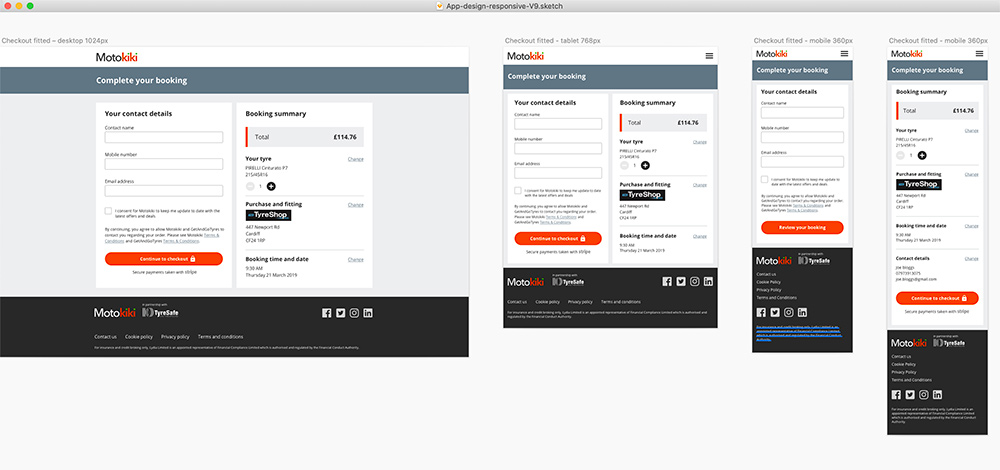 App-design-responsive-V9.sketch
Checkout fitted – desktop 1024px
Motokiki
Complete your booking
Your contact details
Contact name
Mobile number
Email address
I consent for Motokiki to keep me update to date with the
latest offers and deals.
By continuing, you agree to allow Motokiki and GetAndGoTyres
to contact you regarding your order. Please see Motokiki Terms &
Conditions and GetAndGoTyres Terms & Conditions.
Continue to checkout
Secure payments taken with stripe
Booking summary
Total £114.76
Your tyre Change
PIRELLI Cinturato P7
215/45R16
1
Purchase and fitting Change
TyreShop
447 Newport Rd
Cardiff
CF24 1RP
Booking time and date Change
9:30 AM
Thursday 21 March 2019
Motokiki
In partnership with
TyreSafe
Contact us Cookie policy Privacy policy Terms and conditions
For insurance and credit broking only, Lydiu Limited is an appointed representative of Financial Compliance Limited which is authorised and regulated by the Financial Conduct Authority.
Checkout fitted - tablet 768px
Motokiki
Complete your booking
Your contact details
Contact name
Mobile number
Email address
I consent for Motokiki to keep me update to date
with the latest offers and deals.
By continuing, you agree to allow Motokiki and
GetAndGoTyres to contact you regarding your order.
Please see Motokiki Terms & Conditions and
GetAndGoTyres Terms & Conditions.
Continue to checkout
Secure payments taken with stripe
Booking summary
Total £114.76
Your tyre Change
PIRELLI Cinturato P7
215/45R16
1
Purchase and fitting Change
TyreShop
447 Newport Rd
Cardiff
CF24 1RP
Booking time and date Change
9:30 AM
Thursday 21 March 2019
Motokiki
In partnership with
TyreSafe
Contact us Cookie policy Privacy policy Terms and conditions
For insurance and credit broking only, Lydiu Limited is an appointed representative of Financial Compliance Limited which is authorised and
regulated by the Financial Conduct Authority.
Checkout fitted - mobile 360px
Motokiki
Complete your booking
Your contact details
Contact name
Mobile number
Email address
I consent for Motokiki to keep me update to date
with the latest offers and deals.
By continuing, you agree to allow Motokiki and
GetAndGoTyres to contact you regarding your order.
Please see Motokiki Terms & Conditions and
GetAndGoTyres Terms & Conditions.
Review your booking
Motokiki
In partnership with
TyreSafe
Contact us
Cookie Policy
Privacy Policy
Terms and Conditions
For insurance and credit broking only, Lydiu Limited is an
appointed representative of Financial Compliance Limited
which is authorised and regulated by the Financial Conduct
Authority.
Checkout fitted - mobile 360px
Motokiki
Complete your booking
Booking summary
Total £114.76
Your tyre Change
PIRELLI Cinturato P7
215/45R16
1
Purchase and fitting Change
TyreShop
447 Newport Rd
Cardiff
CF24 1RP
Booking time and date Change
9:30 AM
Thursday 21 March 2019
Contact details Change
Joe bloggs
07973913075
joe.bloggs@gmail.com
Continue to checkout
Secure payments taken with stripe
Motokiki
In partnership with
TyreSafe
Contact us
Cookie Policy
Privacy Policy
Terms and Conditions
For insurance and credit broking only, Lydiu Limited is an
appointed representative of Financial Compliance Limited
which is authorised and regulated by the Financial Conduct
Authority.